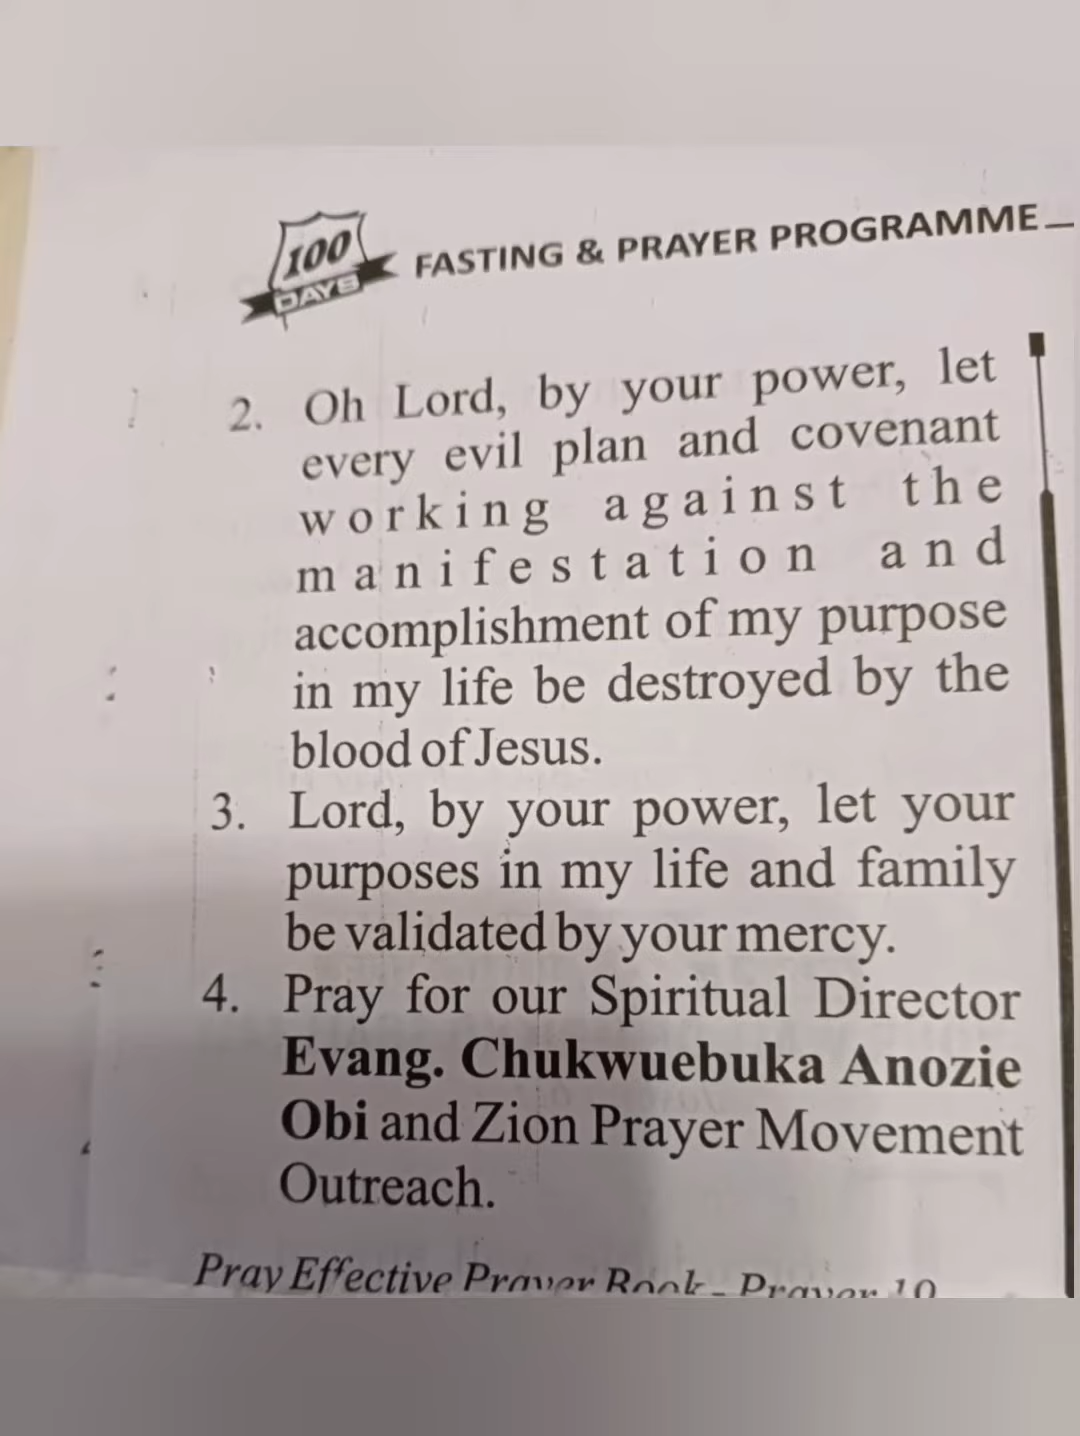 100
DAYS
FASTING & PRAYER PROGRAMME
2. Oh Lord, by your power, let
every evil plan and covenant
working against the
manifestation and
accomplishment of my purpose
in my life be destroyed by the
blood of Jesus.
3. Lord, by your power, let your
purposes in my life and family
be validated by your mercy.
4. Pray for our Spiritual Director
Evang. Chukwuebuka Anozie
Obi and Zion Prayer Movement
Outreach.
Pray Effective Prayer Book - Prayer 10